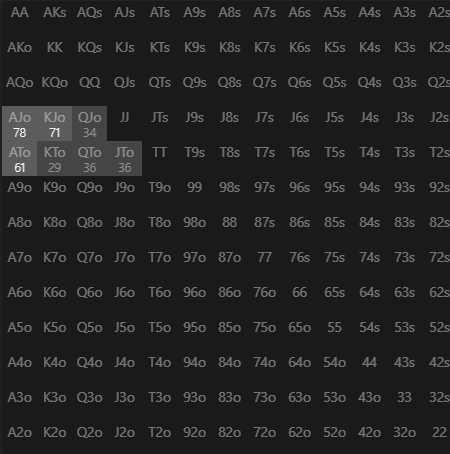 AA AKs AQs AJs ATs A9s A8s A7s A6s A5s A4s A3s A2s
AKo KK KQs KJs KTs K9s K8s K7s K6s K5s K4s K3s K2s
AQo KQo QQ QJs QTs Q9s Q8s Q7s Q6s Q5s Q4s Q3s Q2s
AJo KJo QJo JJ JTs J9s J8s J7s J6s J5s J4s J3s J2s
78 71 34
ATo KTo QTo JTo TT T9s T8s T7s T6s T5s T4s T3s T2s
61 29 36 36
A9o K9o Q9o J9o T9o 99 98s 97s 96s 95s 94s 93s 92s
A8o K8o Q8o J8o T8o 98o 88 87s 86s 85s 84s 83s 82s
A7o K7o Q7o J7o T7o 97o 87o 77 76s 75s 74s 73s 72s
A6o K6o Q6o J6o T6o 96o 86o 76o 66 65s 64s 63s 62s
A5o K5o Q5o J5o T5o 95o 85o 75o 65o 55 54s 53s 52s
A4o K4o Q4o J4o T4o 94o 84o 74o 64o 54o 44 43s 42s
A3o K3o Q3o J3o T3o 93o 83o 73o 63o 53o 43o 33 32s
A2o K2o Q2o J2o T2o 92o 82o 72o 62o 52o 42o 32o 22